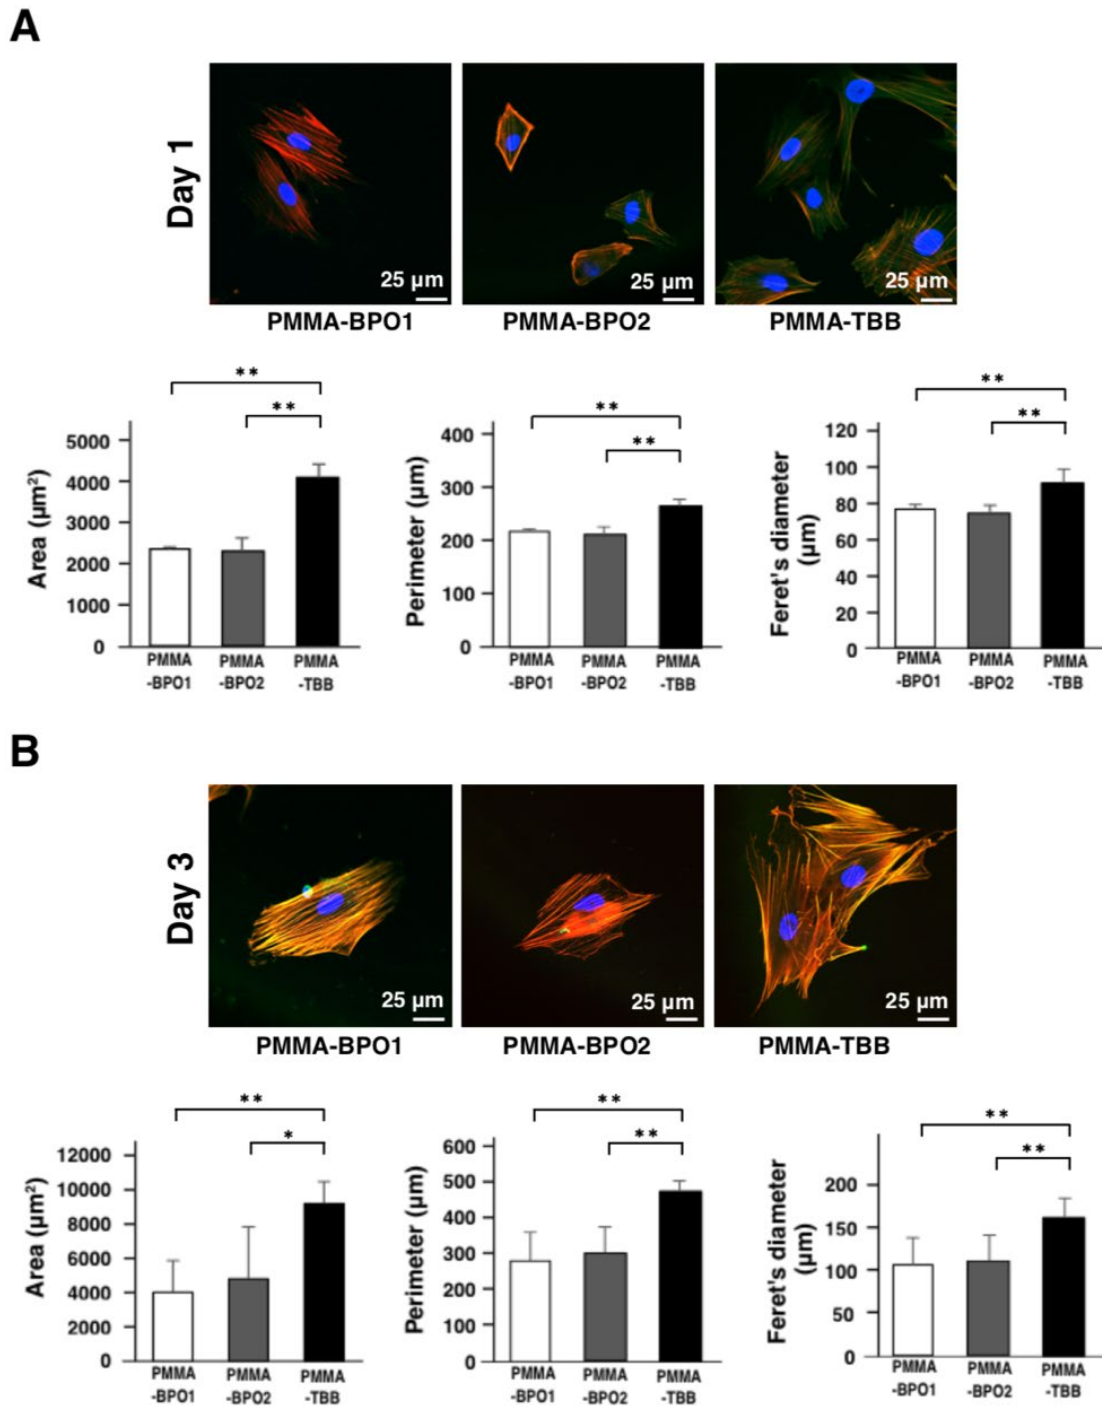 A
Day 1
25 μm
25 μm
25 μm
PMMA-BPO1
PMMA-BPO2
PMMA-TBB
Area (μm²)
5000
4000
3000
2000
1000
0
**
**
PMMA
-BPO1
PMMA
-BPO2
PMMA
-TBB
Perimeter (μm)
400
300
200
100
0
**
**
PMMA
-BPO1
PMMA
-BPO2
PMMA
-TBB
Feret's diameter
(μm)
120
100
80
60
40
20
0
**
**
PMMA
-BPO1
PMMA
-BPO2
PMMA
-TBB
B
Day 3
25 μm
25 μm
25 μm
PMMA-BPO1
PMMA-BPO2
PMMA-TBB
Area (μm²)
12000
10000
8000
6000
4000
2000
0
**
*
PMMA
-BPO1
PMMA
-BPO2
PMMA
-TBB
Perimeter (μm)
600
500
400
300
200
100
0
**
**
PMMA
-BPO1
PMMA
-BPO2
PMMA
-TBB
Feret's diameter
(μm)
200
150
100
50
0
**
**
PMMA
-BPO1
PMMA
-BPO2
PMMA
-TBB